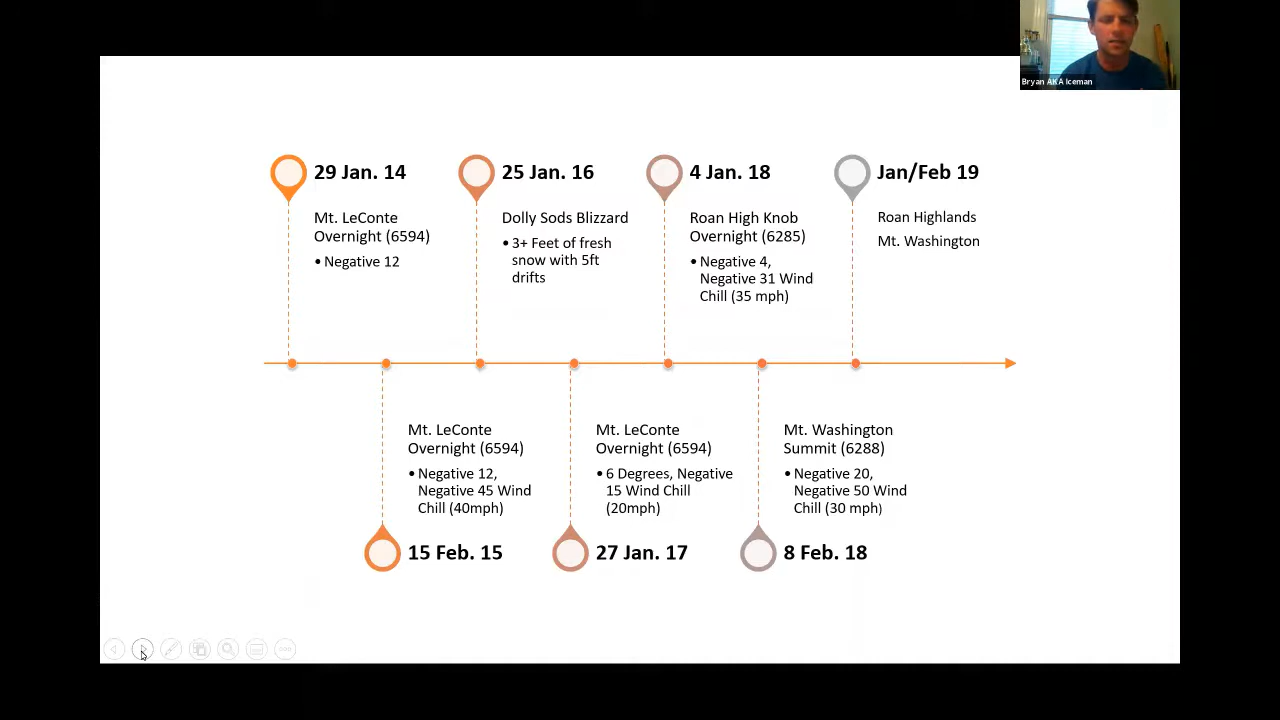 Bryan AKA Iceman
29 Jan. 14
Mt. LeConte
Overnight (6594)
• Negative 12
25 Jan. 16
Dolly Sods Blizzard
• 3+ Feet of fresh
snow with 5ft
drifts
4 Jan. 18
Roan High Knob
Overnight (6285)
• Negative 4,
Negative 31 Wind
Chill (35 mph)
Jan/Feb 19
Roan Highlands
Mt. Washington
Mt. LeConte
Overnight (6594)
• Negative 12,
Negative 45 Wind
Chill (40mph)
15 Feb. 15
Mt. LeConte
Overnight (6594)
• 6 Degrees, Negative
15 Wind Chill
(20mph)
27 Jan. 17
Mt. Washington
Summit (6288)
• Negative 20,
Negative 50 Wind
Chill (30 mph)
8 Feb. 18